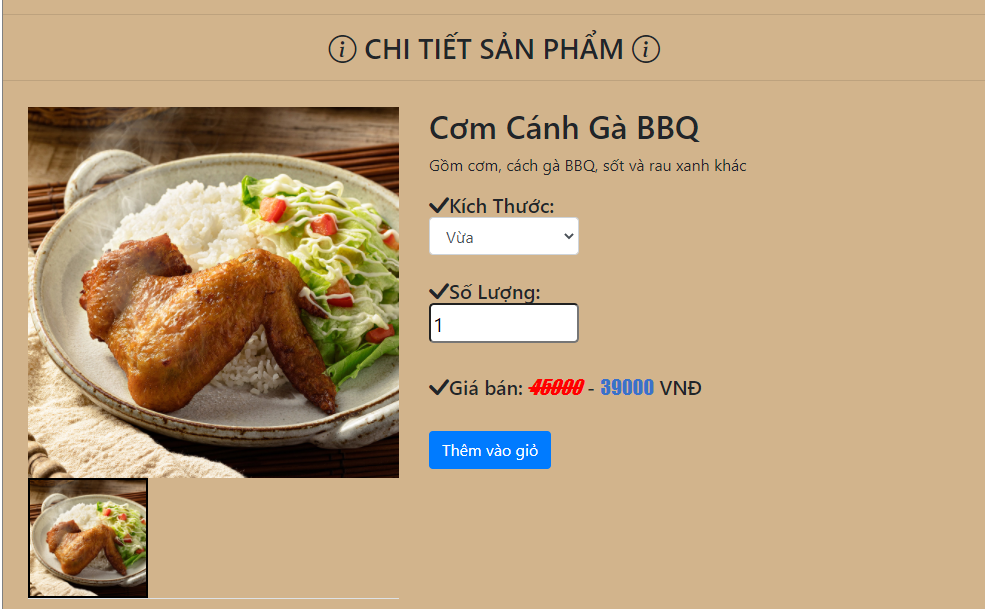 CHI TIẾT SẢN PHẨM
Cơm Cánh Gà BBQ
Gồm cơm, cách gà BBQ, sốt và rau xanh khác
Kích Thước:
Vừa
Số Lượng:
1
Giá bán: 45000 - 39000 VNĐ
Thêm vào giỏ